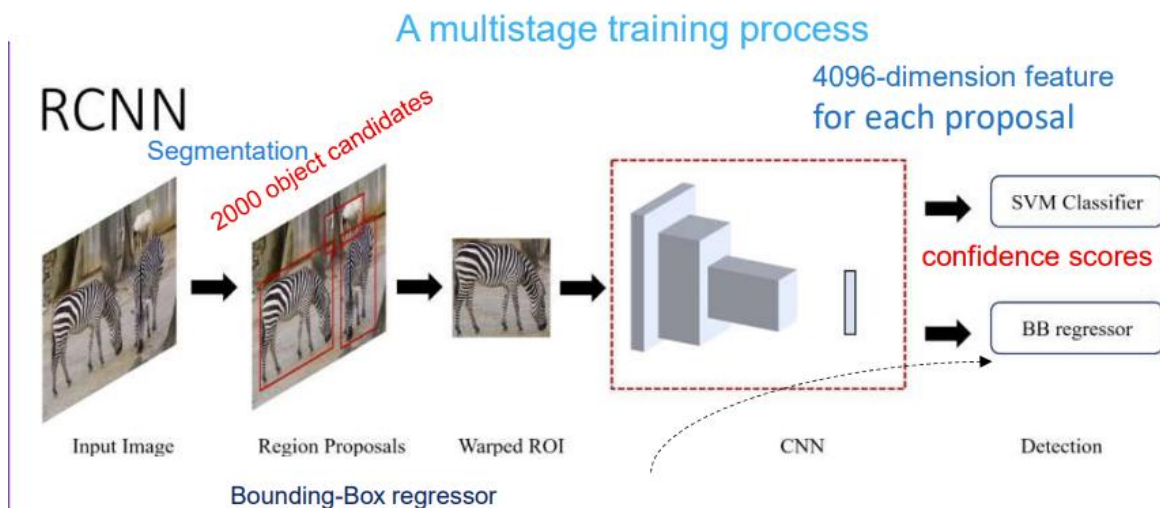 A multistage training process
RCNN
4096-dimension feature
for each proposal
Segmentation
2000 object candidates
SVM Classifier
confidence scores
BB regressor
Input Image
Region Proposals
Warped ROI
CNN
Detection
Bounding-Box regressor